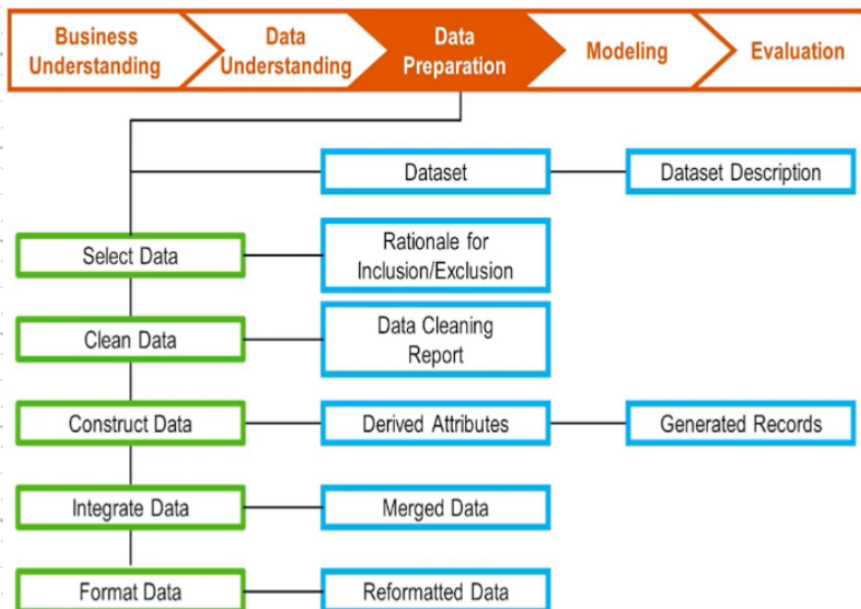 Business
Understanding
Data
Understanding
Data
Preparation
Modeling
Evaluation
Dataset
Dataset Description
Select Data
Rationale for
Inclusion/Exclusion
Clean Data
Data Cleaning
Report
Construct Data
Derived Attributes
Generated Records
Integrate Data
Merged Data
Format Data
Reformatted Data